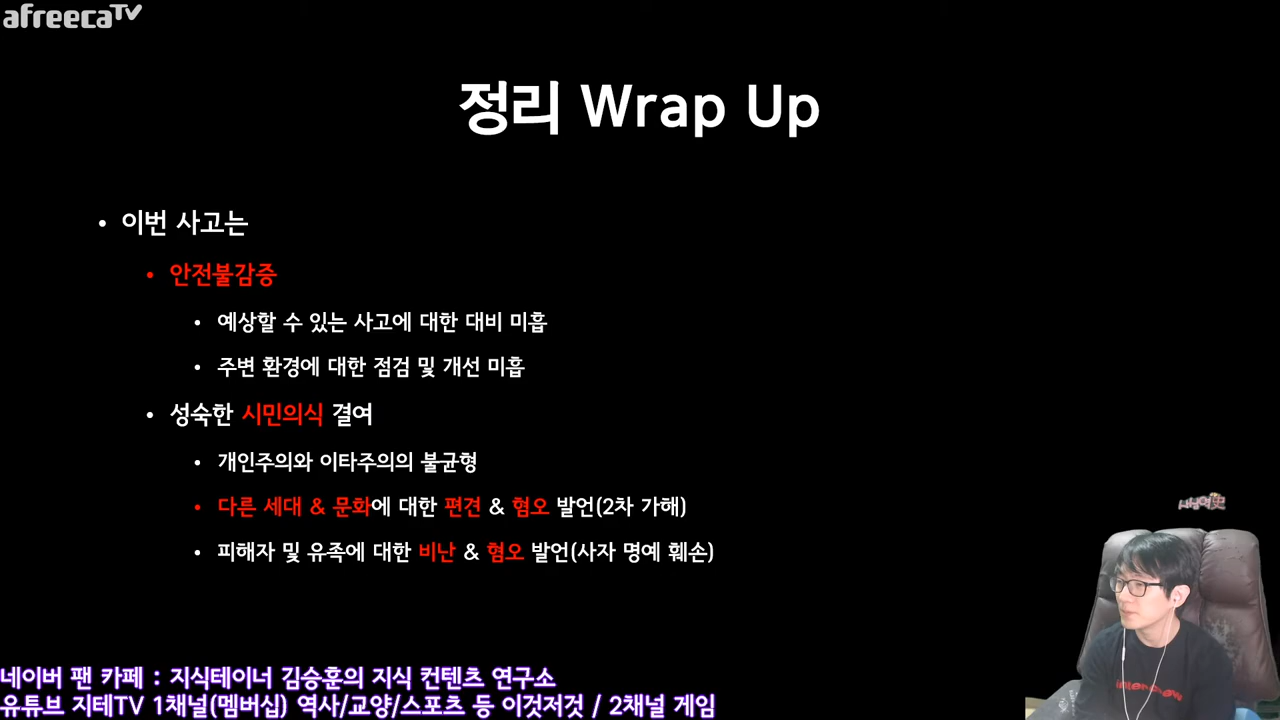 afreecaTV
정리 Wrap Up
• 이번 사고는
• 안전불감증
• 예상할 수 있는 사고에 대한 대비 미흡
• 주변 환경에 대한 점검 및 개선 미흡
• 성숙한 시민의식 결여
• 개인주의와 이타주의의 불균형
• 다른 세대 & 문화에 대한 편견 & 혐오 발언(2차 가해)
• 피해자 및 유족에 대한 비난 & 혐오 발언(사자 명예 훼손)
네이버 팬 카페 : 지식테이너 김승훈의 지식 컨텐츠 연구소
유튜브 지테TV 1채널(멤버십) 역사/교양/스포츠 등 이것저것 / 2채널 게임